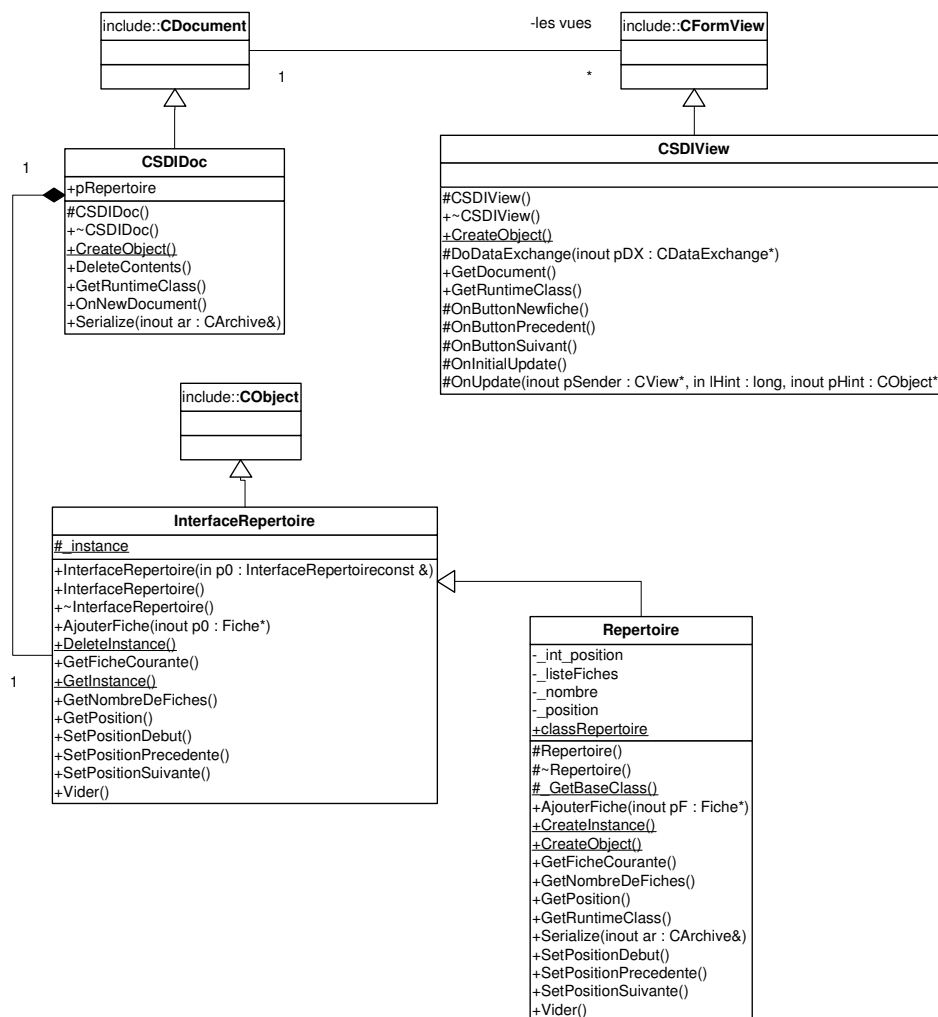 include::CDocument
-les vues
include::CFormView
1
*
CSDIDoc
+pRepertoire
#CSDIDoc()
+~CSDIDoc()
+CreateObject()
+DeleteContents()
+GetRuntimeClass()
+OnNewDocument()
+Serialize(inout ar : CArchive&)
1
CSDIView
#CSDIView()
+~CSDIView()
+CreateObject()
#DoDataExchange(inout pDX : CDataExchange*)
+GetDocument()
+GetRuntimeClass()
#OnButtonNewfiche()
#OnButtonPrecedent()
#OnButtonSuivant()
#OnInitialUpdate()
#OnUpdate(inout pSender : CView*, in lHint : long, inout pHint : CObject*
include::CObject
InterfaceRepertoire
#_instance
+InterfaceRepertoire(in p0 : InterfaceRepertoireconst &)
+InterfaceRepertoire()
+~InterfaceRepertoire()
+AjouterFiche(inout p0 : Fiche*)
+DeleteInstance()
+GetFicheCourante()
+GetInstance()
+GetNombreDeFiches()
+GetPosition()
+SetPositionDebut()
+SetPositionPrecedente()
+SetPositionSuivante()
+Vider()
1
Repertoire
-_int_position
-_listeFiches
-_nombre
-_position
+classRepertoire
#Repertoire()
#~Repertoire()
#_GetBaseClass()
+AjouterFiche(inout pF : Fiche*)
+CreateInstance()
+CreateObject()
+GetFicheCourante()
+GetNombreDeFiches()
+GetPosition()
+GetRuntimeClass()
+Serialize(inout ar : CArchive&)
+SetPositionDebut()
+SetPositionPrecedente()
+SetPositionSuivante()
+Vider()